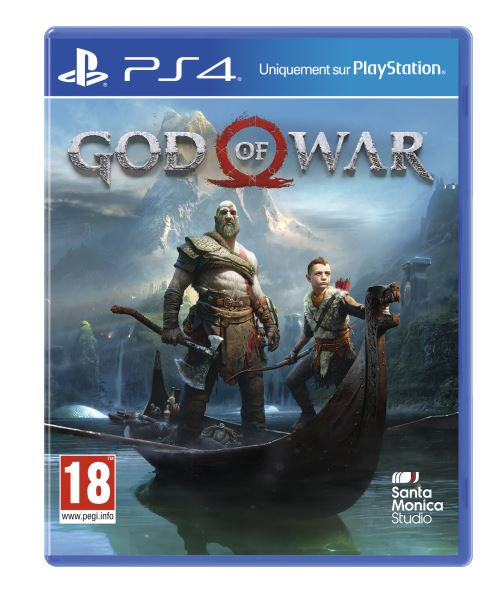 PS4
Uniquement sur PlayStation
GOD OF WAR
18
www.pegi.info
Santa
Monica
Studio